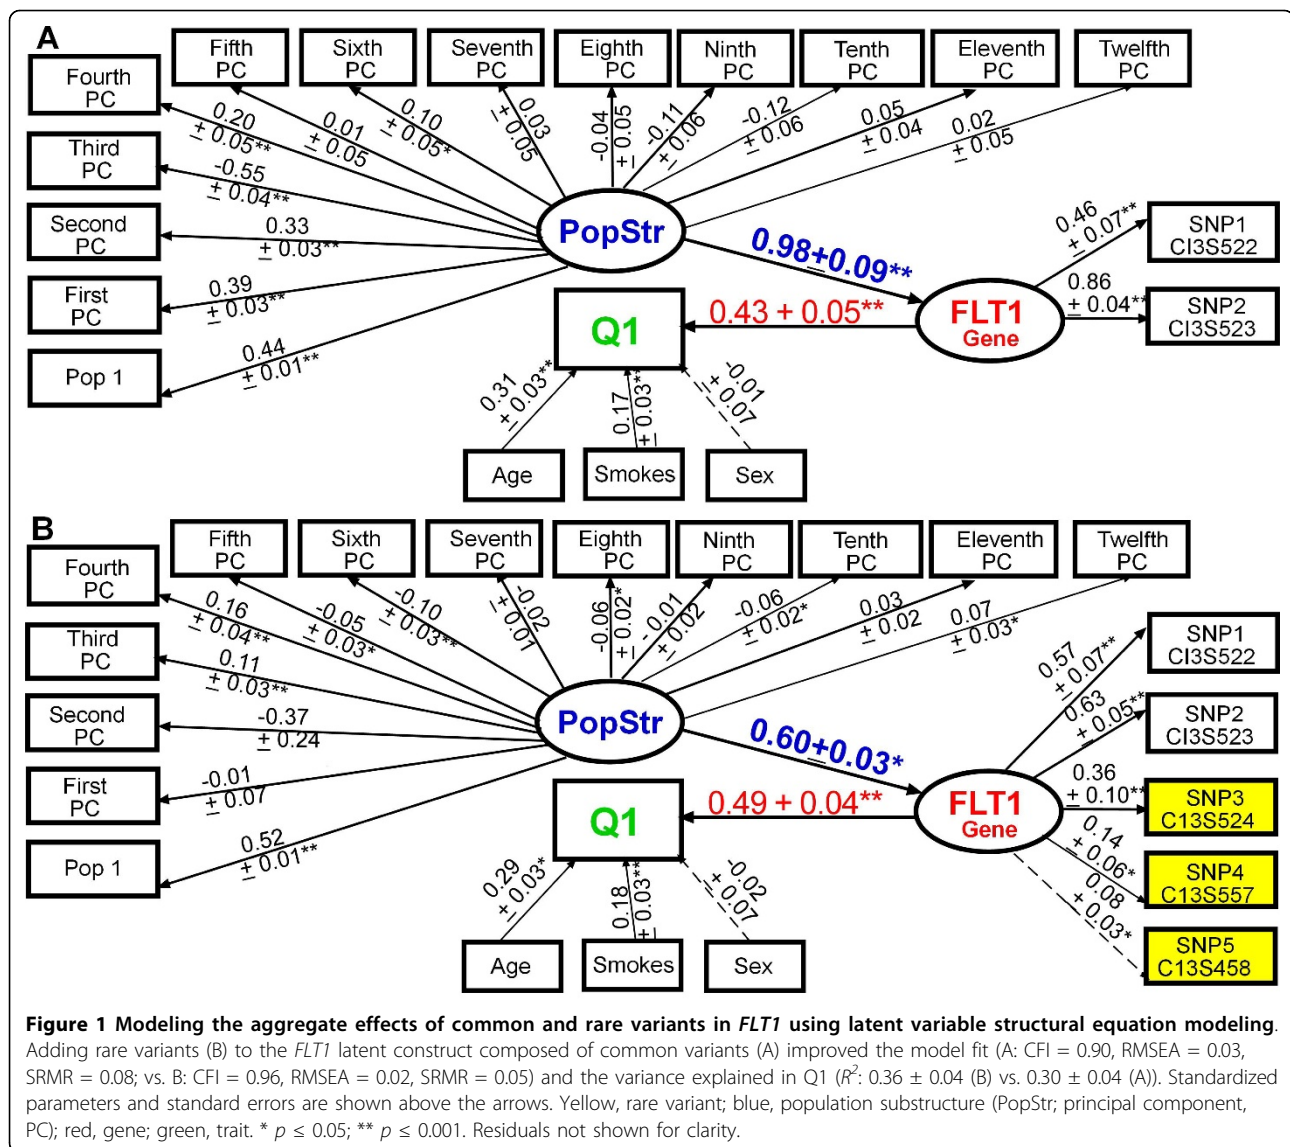 A
Fourth
PC
Fifth
PC
Sixth
PC
Seventh
PC
Eighth
PC
Ninth
PC
Tenth
PC
Eleventh
PC
Twelfth
PC
Third
PC
Second
PC
First
PC
Pop 1
0.20
± 0.05**
0.01
± 0.05
0.10
± 0.05*
0.03
± 0.05
-0.04
± 0.05
-0.11
± 0.06
-0.12
± 0.06
0.05
± 0.04
0.02
± 0.05
-0.55
± 0.04**
0.33
± 0.03**
0.39
± 0.03**
0.44
± 0.01**
PopStr
0.98±0.09**
0.43 + 0.05**
Q1
FLT1
Gene
0.46
± 0.07**
0.86
± 0.04**
SNP1
CI3S522
SNP2
CI3S523
0.31
± 0.03**
0.17
± 0.03**
-0.01
± 0.07
Age
Smokes
Sex
B
Fourth
PC
Fifth
PC
Sixth
PC
Seventh
PC
Eighth
PC
Ninth
PC
Tenth
PC
Eleventh
PC
Twelfth
PC
Third
PC
Second
PC
First
PC
Pop 1
0.16
± 0.04**
-0.05
± 0.03*
-0.10
± 0.03**
-0.02
± 0.01
-0.06
± 0.02*
-0.01
± 0.02
-0.06
± 0.02*
0.03
± 0.02
0.07
± 0.03*
0.11
± 0.03**
-0.37
± 0.24
-0.01
± 0.07
0.52
± 0.01**
PopStr
0.60±0.03*
0.49 + 0.04**
Q1
FLT1
Gene
0.57
± 0.07**
0.63
± 0.05**
0.36
± 0.10**
0.14
± 0.06*
0.08
± 0.03*
SNP1
CI3S522
SNP2
CI3S523
SNP3
C13S524
SNP4
C13S557
SNP5
C13S458
0.29
± 0.03*
0.18
± 0.03**
-0.02
± 0.07
Age
Smokes
Sex
Figure 1 Modeling the aggregate effects of common and rare variants in FLT1 using latent variable structural equation modeling.
Adding rare variants (B) to the FLT1 latent construct composed of common variants (A) improved the model fit (A: CFI = 0.90, RMSEA = 0.03,
SRMR = 0.08; vs. B: CFI = 0.96, RMSEA = 0.02, SRMR = 0.05) and the variance explained in Q1 (R²: 0.36 ± 0.04 (B) vs. 0.30 ± 0.04 (A)). Standardized
parameters and standard errors are shown above the arrows. Yellow, rare variant; blue, population substructure (PopStr; principal component,
PC); red, gene; green, trait. * p ≤ 0.05; ** p ≤ 0.001. Residuals not shown for clarity.